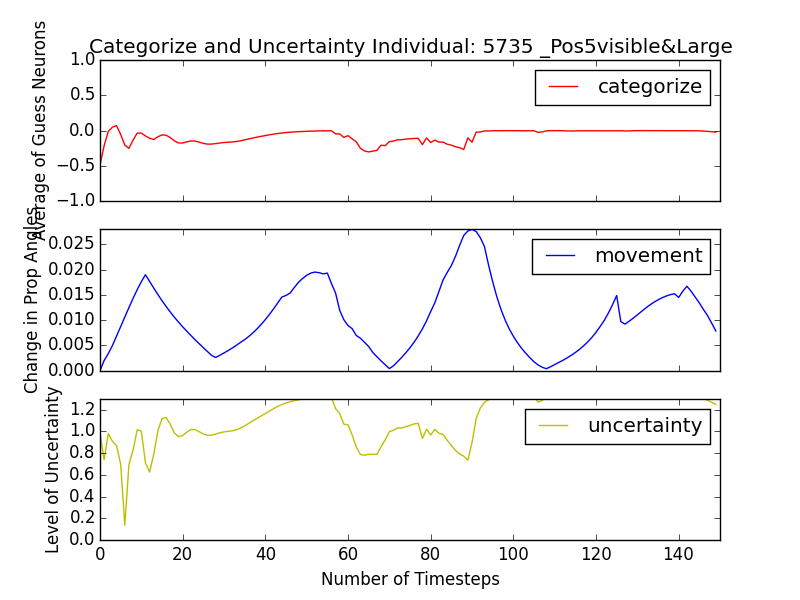 Categorize and Uncertainty Individual: 5735 _Pos5visible&Large
Average of Guess Neurons
1.0
0.5
0.0
−0.5
−1.0
categorize
Change in Prop Angles
0.025
0.020
0.015
0.010
0.005
0.000
movement
Level of Uncertainty
1.2
1.0
0.8
0.6
0.4
0.2
0.0
uncertainty
0 20 40 60 80 100 120 140
Number of Timesteps